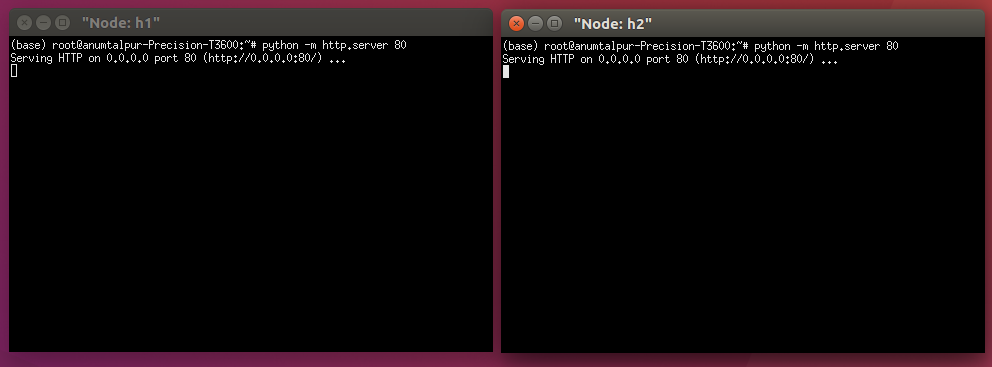 "Node: h1"
(base) root@anumtalpur-Precision-T3600:~# python -m http.server 80
Serving HTTP on 0.0.0.0 port 80 (http://0.0.0.0:80/) ...
"Node: h2"
(base) root@anumtalpur-Precision-T3600:~# python -m http.server 80
Serving HTTP on 0.0.0.0 port 80 (http://0.0.0.0:80/) ...